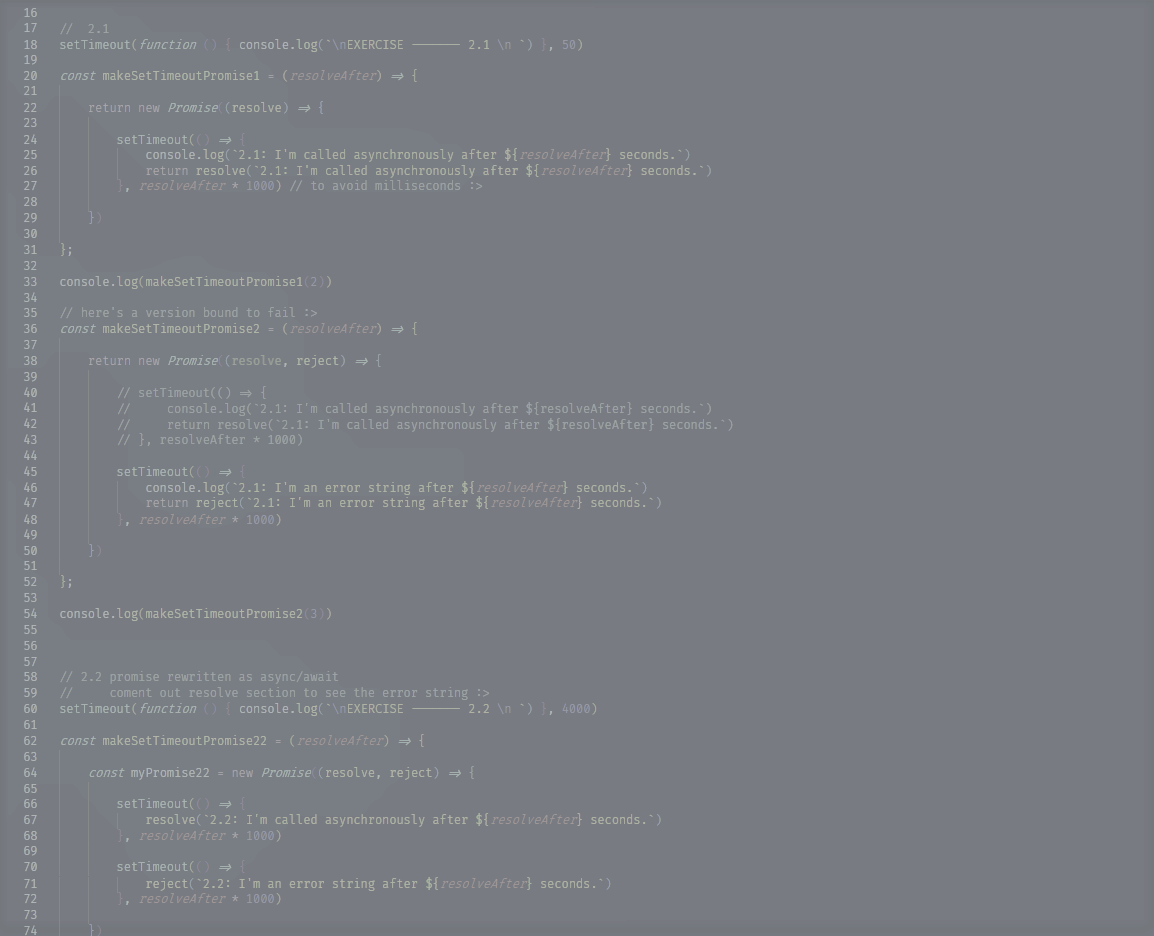 16
17 //  2.1
18 setTimeout(function () { console.log(`\nEXERCISE ——————— 2.1 \n `) }, 50)
19
20 const makeSetTimeoutPromise1 = (resolveAfter) => {
21
22     return new Promise((resolve) => {
23
24         setTimeout(() => {
25             console.log(`2.1: I'm called asynchronously after ${resolveAfter} seconds.`)
26             return resolve(`2.1: I'm called asynchronously after ${resolveAfter} seconds.`)
27         }, resolveAfter * 1000) // to avoid milliseconds :>
28
29     })
30
31 };
32
33 console.log(makeSetTimeoutPromise1(2))
34
35 // here's a version bound to fail :>
36 const makeSetTimeoutPromise2 = (resolveAfter) => {
37
38     return new Promise((resolve, reject) => {
39
40         // setTimeout(() => {
41         //     console.log(`2.1: I'm called asynchronously after ${resolveAfter} seconds.`)
42         //     return resolve(`2.1: I'm called asynchronously after ${resolveAfter} seconds.`)
43         // }, resolveAfter * 1000)
44
45         setTimeout(() => {
46             console.log(`2.1: I'm an error string after ${resolveAfter} seconds.`)
47             return reject(`2.1: I'm an error string after ${resolveAfter} seconds.`)
48         }, resolveAfter * 1000)
49
50     })
51
52 };
53
54 console.log(makeSetTimeoutPromise2(3))
55
56
57
58 // 2.2 promise rewritten as async/await
59 //     coment out resolve section to see the error string :>
60 setTimeout(function () { console.log(`\nEXERCISE ——————— 2.2 \n `) }, 4000)
61
62 const makeSetTimeoutPromise22 = (resolveAfter) => {
63
64     const myPromise22 = new Promise((resolve, reject) => {
65
66         setTimeout(() => {
67             resolve(`2.2: I'm called asynchronously after ${resolveAfter} seconds.`)
68         }, resolveAfter * 1000)
69
70         setTimeout(() => {
71             reject(`2.2: I'm an error string after ${resolveAfter} seconds.`)
72         }, resolveAfter * 1000)
73
74     })